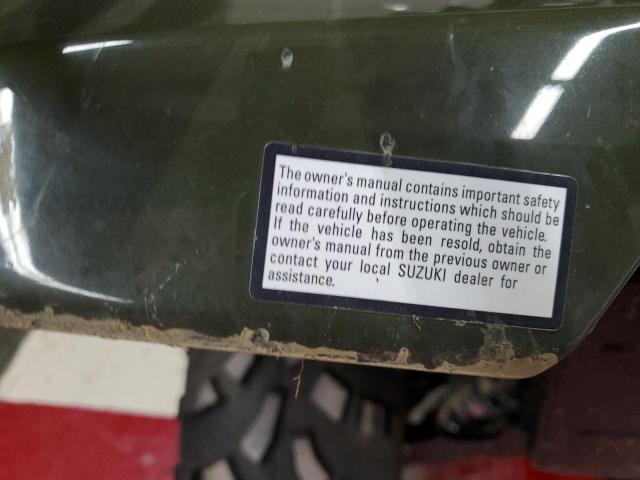 The owner's manual contains important safety
information and instructions which should be
read carefully before operating the vehicle.
If the vehicle has been resold, obtain the
owner's manual from the previous owner or
contact your local SUZUKI dealer for
assistance.